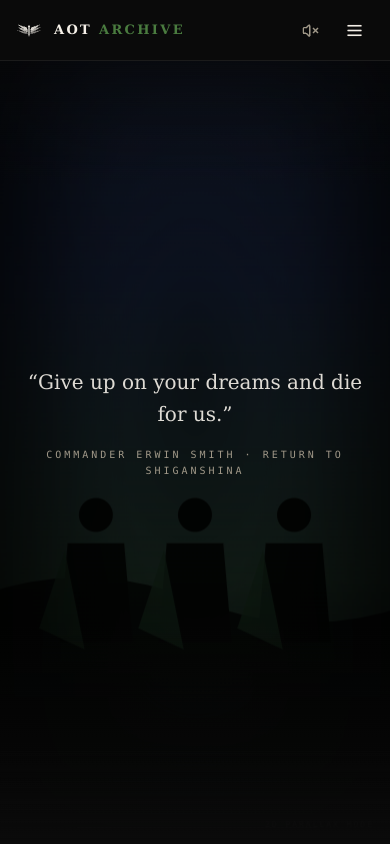 AOT ARCHIVE
“Give up on your dreams and die
for us.”
COMMANDER ERWIN SMITH · RETURN TO
SHIGANSHINA